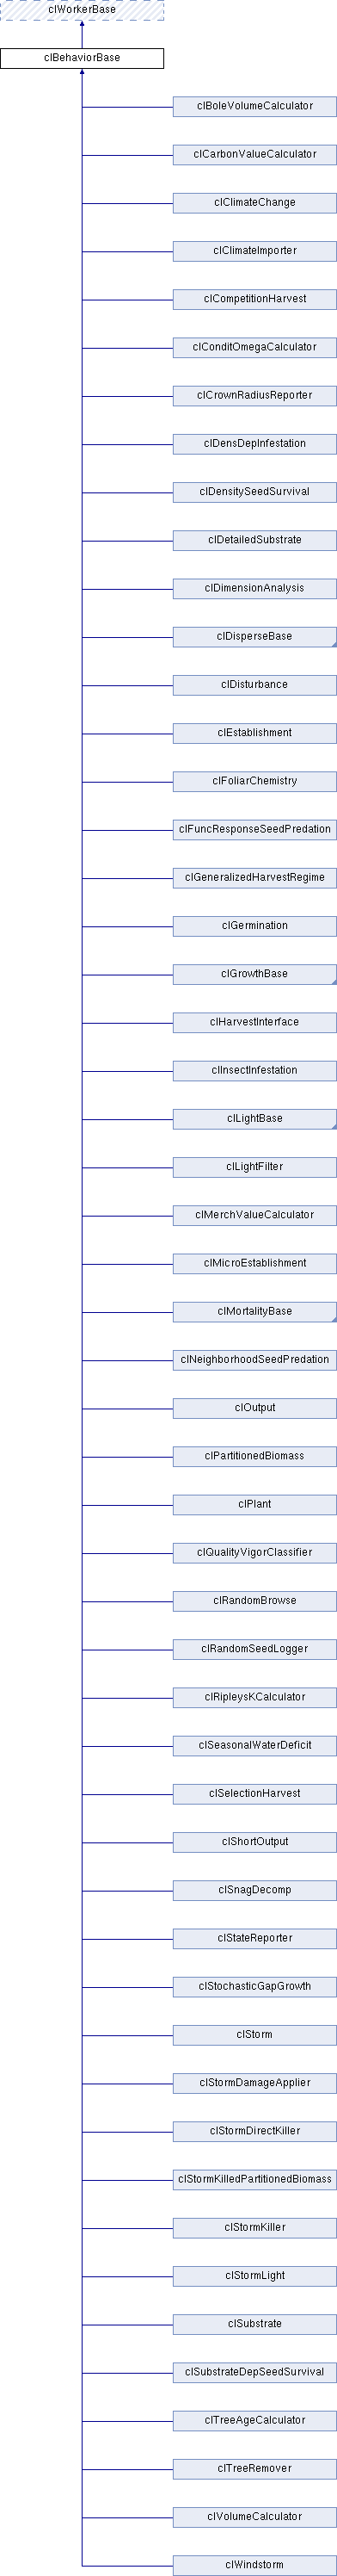 clWorkerBase
clBehaviorBase
clBoleVolumeCalculator
clCarbonValueCalculator
clClimateChange
clClimateImporter
clCompetitionHarvest
clConditOmegaCalculator
clCrownRadiusReporter
clDensDepInfestation
clDensitySeedSurvival
clDetailedSubstrate
clDimensionAnalysis
clDisperseBase
clDisturbance
clEstablishment
clFoliarChemistry
clFuncResponseSeedPredation
clGeneralizedHarvestRegime
clGermination
clGrowthBase
clHarvestInterface
clInsectInfestation
clLightBase
clLightFilter
clMerchValueCalculator
clMicroEstablishment
clMortalityBase
clNeighborhoodSeedPredation
clOutput
clPartitionedBiomass
clPlant
clQualityVigorClassifier
clRandomBrowse
clRandomSeedLogger
clRipleysKCalculator
clSeasonalWaterDeficit
clSelectionHarvest
clShortOutput
clSnagDecomp
clStateReporter
clStochasticGapGrowth
clStorm
clStormDamageApplier
clStormDirectKiller
clStormKilledPartitionedBiomass
clStormKiller
clStormLight
clSubstrate
clSubstrateDepSeedSurvival
clTreeAgeCalculator
clTreeRemover
clVolumeCalculator
clWindstorm